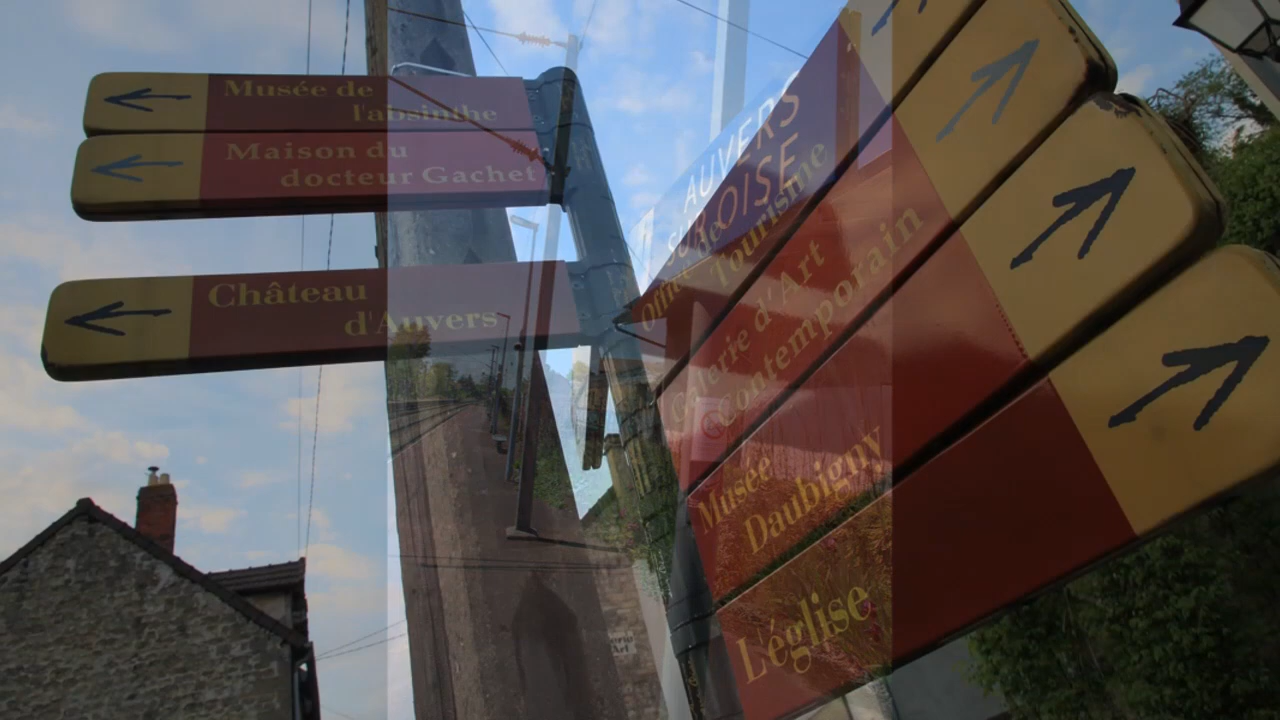 Musée de
l'absinthe
Maison du
docteur Gachet
Château
d'Auvers
AUVERS
SUR OISE
Office de
Tourisme
Galerie d'Art
Contemporain
Musée
Daubigny
L'église